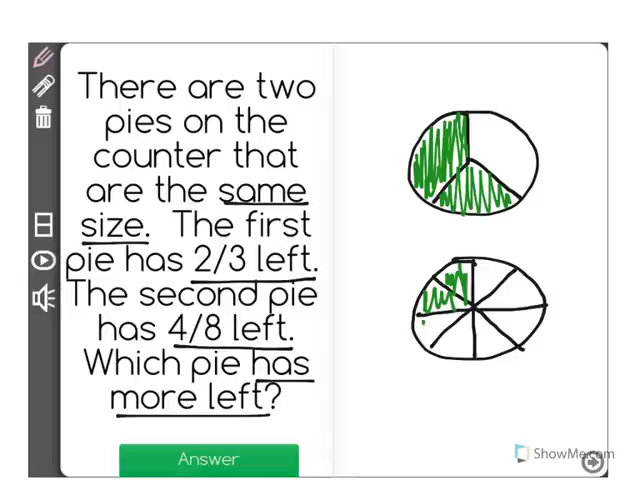 There are two
pies on the
counter that
are the same
size. The first
pie has 2/3 left.
The second pie
has 4/8 left.
Which pie has
more left?
Answer
ShowMe.com